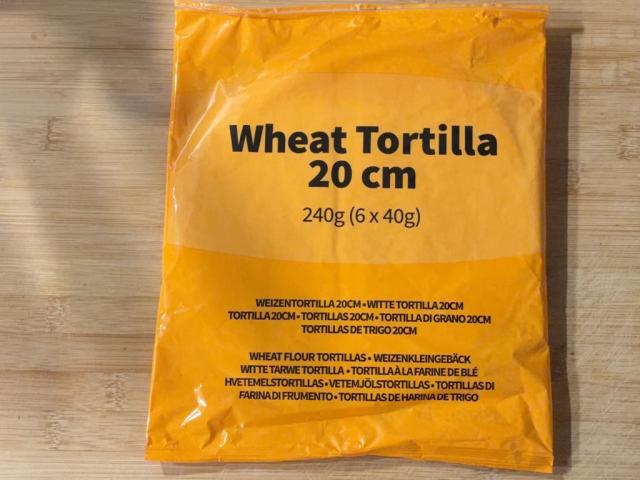 Wheat Tortilla
20 cm
240g (6 x 40g)
WEIZENTORTILLA 20CM • WITTE TORTILLA 20CM
TORTILLA 20CM • TORTILLAS 20CM • TORTILLA DI GRANO 20CM
TORTILLAS DE TRIGO 20CM
WHEAT FLOUR TORTILLAS • WEIZENKLEINGEBÄCK
WITTE TARWE TORTILLA • TORTILLA À LA FARINE DE BLÉ
HVETEMELSTORTILLAS • VETEMJÖLSTORTILLAS • TORTILLAS DI
FARINA DI FRUMENTO • TORTILLAS DE HARINA DE TRIGO